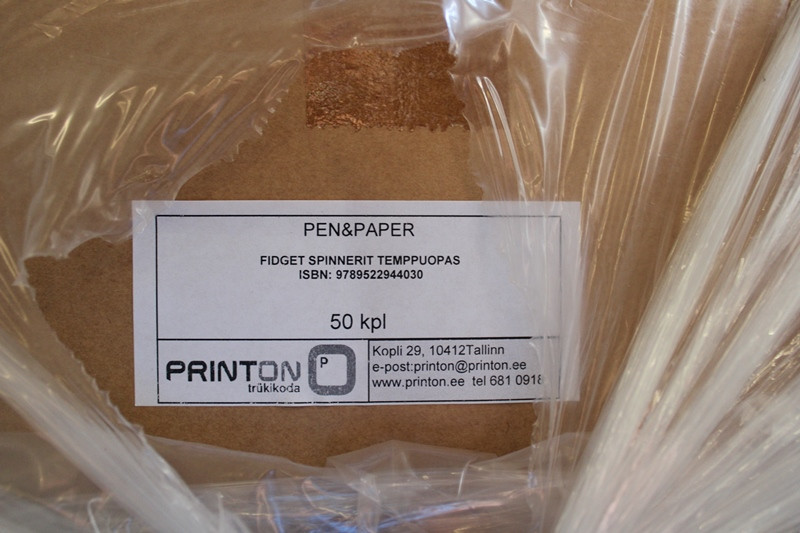 PEN&PAPER
FIDGET SPINNERIT TEMPPUOPAS
ISBN: 9789522944030
50 kpl
PRINTON P
trükikoda
Kopli 29, 10412Tallinn
e-post:printon@printon.ee
www.printon.ee tel 681 0918